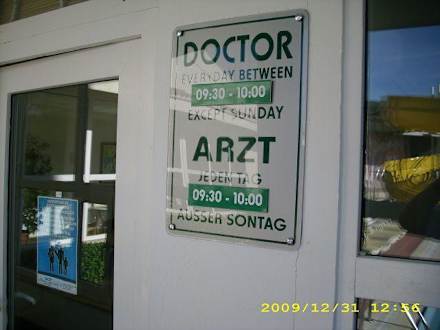 DOCTOR
EVERYDAY BETWEEN
09:30 - 10:00
EXCEPT SUNDAY
ARZT
JEDEN TAG
09:30 - 10:00
AUSSER SONTAG
2009/12/31 12:56